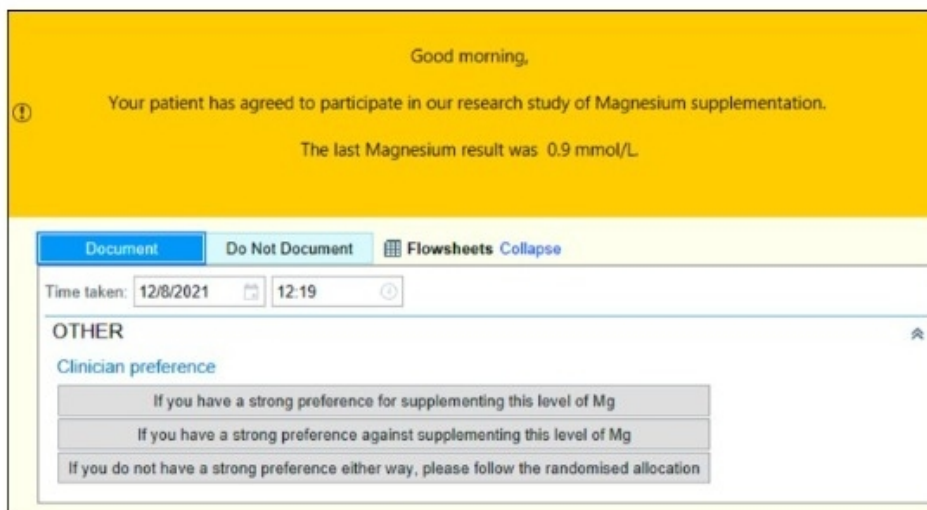 Good morning,
Your patient has agreed to participate in our research study of Magnesium supplementation.
The last Magnesium result was 0.9 mmol/L.
Document Do Not Document Flowsheets Collapse
Time taken: 12/8/2021 12:19
OTHER
Clinician preference
If you have a strong preference for supplementing this level of Mg
If you have a strong preference against supplementing this level of Mg
If you do not have a strong preference either way, please follow the randomised allocation